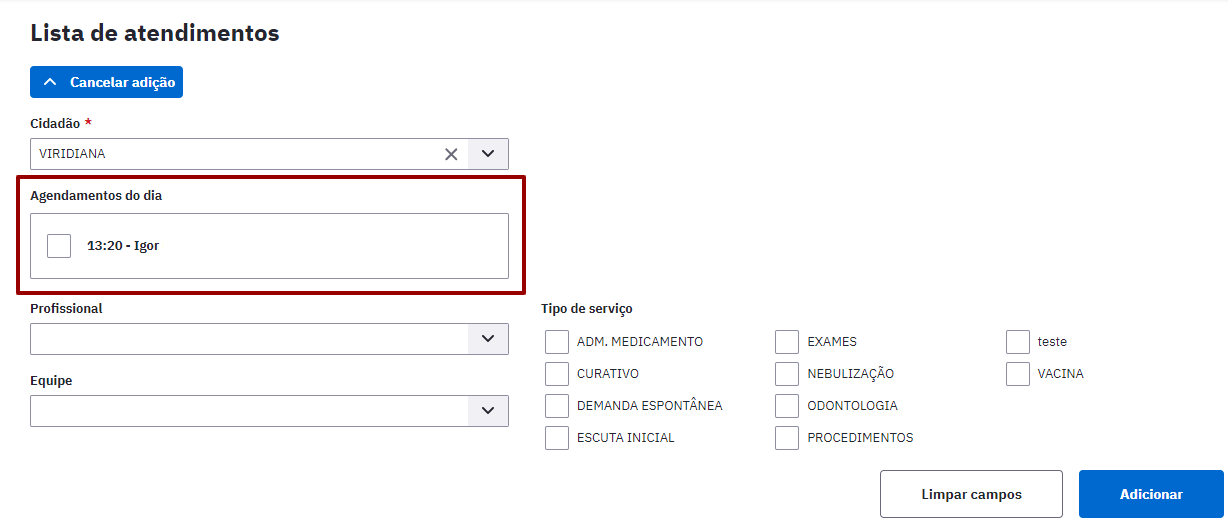 Lista de atendimentos
Cancelar adição
Cidadão *
VIRIDIANA
Agendamentos do dia
13:20 - Igor
Profissional
Equipe
Tipo de serviço
ADM. MEDICAMENTO
CURATIVO
DEMANDA ESPONTÂNEA
ESCUTA INICIAL
EXAMES
NEBULIZAÇÃO
ODONTOLOGIA
PROCEDIMENTOS
teste
VACINA
Limpar campos
Adicionar